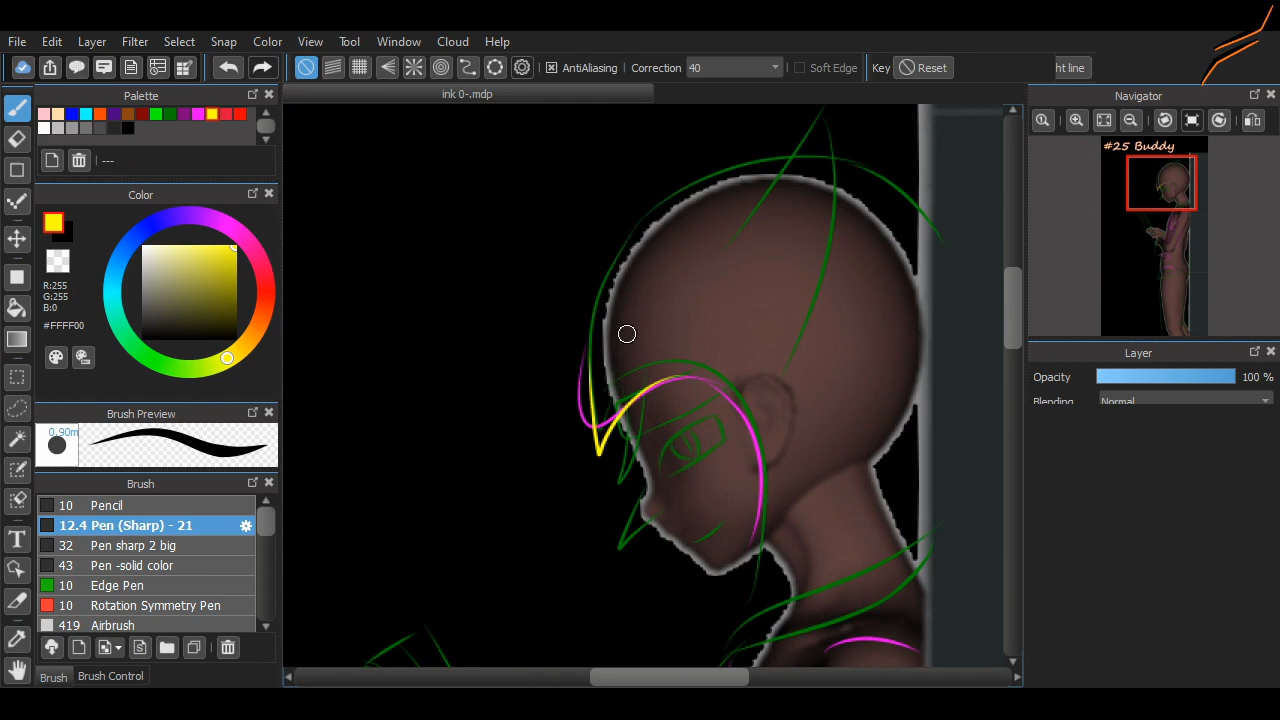 File Edit Layer Filter Select Snap Color View Tool Window Cloud Help
AntiAliasing Correction 40 Soft Edge Key Reset ht line
Palette
---
Color
R:255
G:255
B:0
#FFFF00
Brush Preview
0.90m
Brush
10 Pencil
12.4 Pen (Sharp) - 21
32 Pen sharp 2 big
43 Pen -solid color
10 Edge Pen
10 Rotation Symmetry Pen
419 Airbrush
Brush Brush Control
ink 0-.mdp
Navigator
#25 Buddy
Layer
Opacity 100 %
Blending Normal